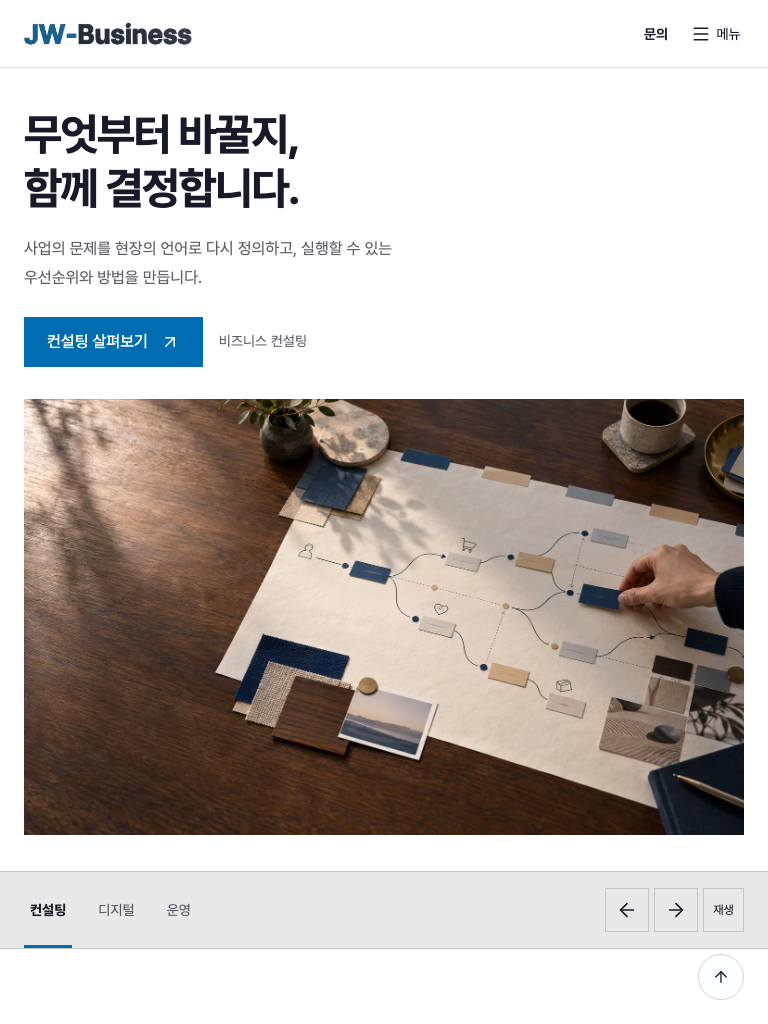 JW-Business
문의
메뉴
무엇부터 바꿀지,
함께 결정합니다.
사업의 문제를 현장의 언어로 다시 정의하고, 실행할 수 있는
우선순위와 방법을 만듭니다.
컨설팅 살펴보기
비즈니스 컨설팅
컨설팅
디지털
운영
재생